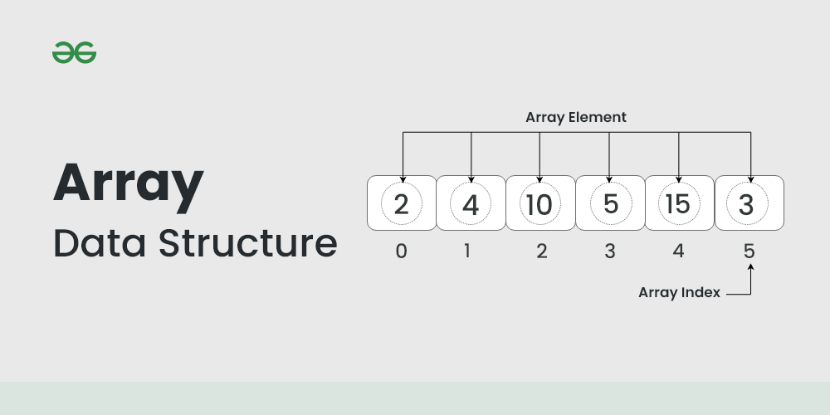 Array
Data Structure
Array Element
2 4 10 5 15 3
0 1 2 3 4 5
Array Index